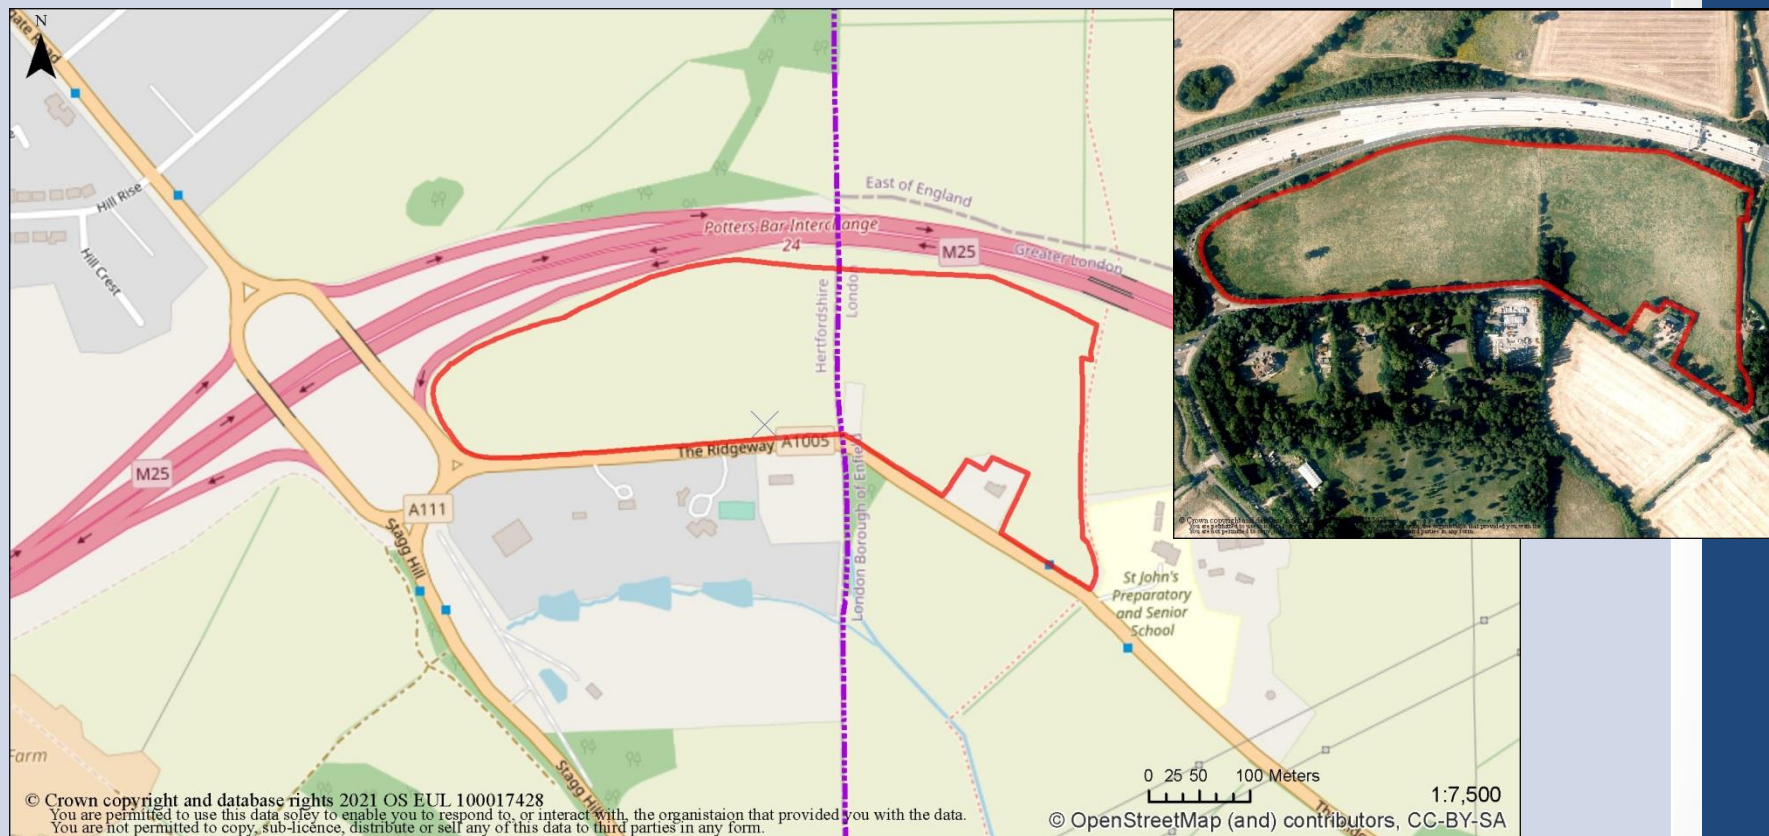 N
gate Road
Hill Rise
Hill Crest
East of England
Potters Bar Interchange
24
M25
Greater London
Hertfordshire
London
M25
The Ridgeway
A1005
A111
Stagg Hill
London Borough of Enfield
St John's
Preparatory
and Senior
School
Farm
Stagg Hill
0 25 50 100 Meters
1:7,500
© Crown copyright and database rights 2021 OS EUL 100017428
You are permitted to use this data soley to enable you to respond to, or interact with, the organistaion that provided you with the data.
You are not permitted to copy, sub-licence, distribute or sell any of this data to third parties in any form.
© OpenStreetMap (and) contributors, CC-BY-SA